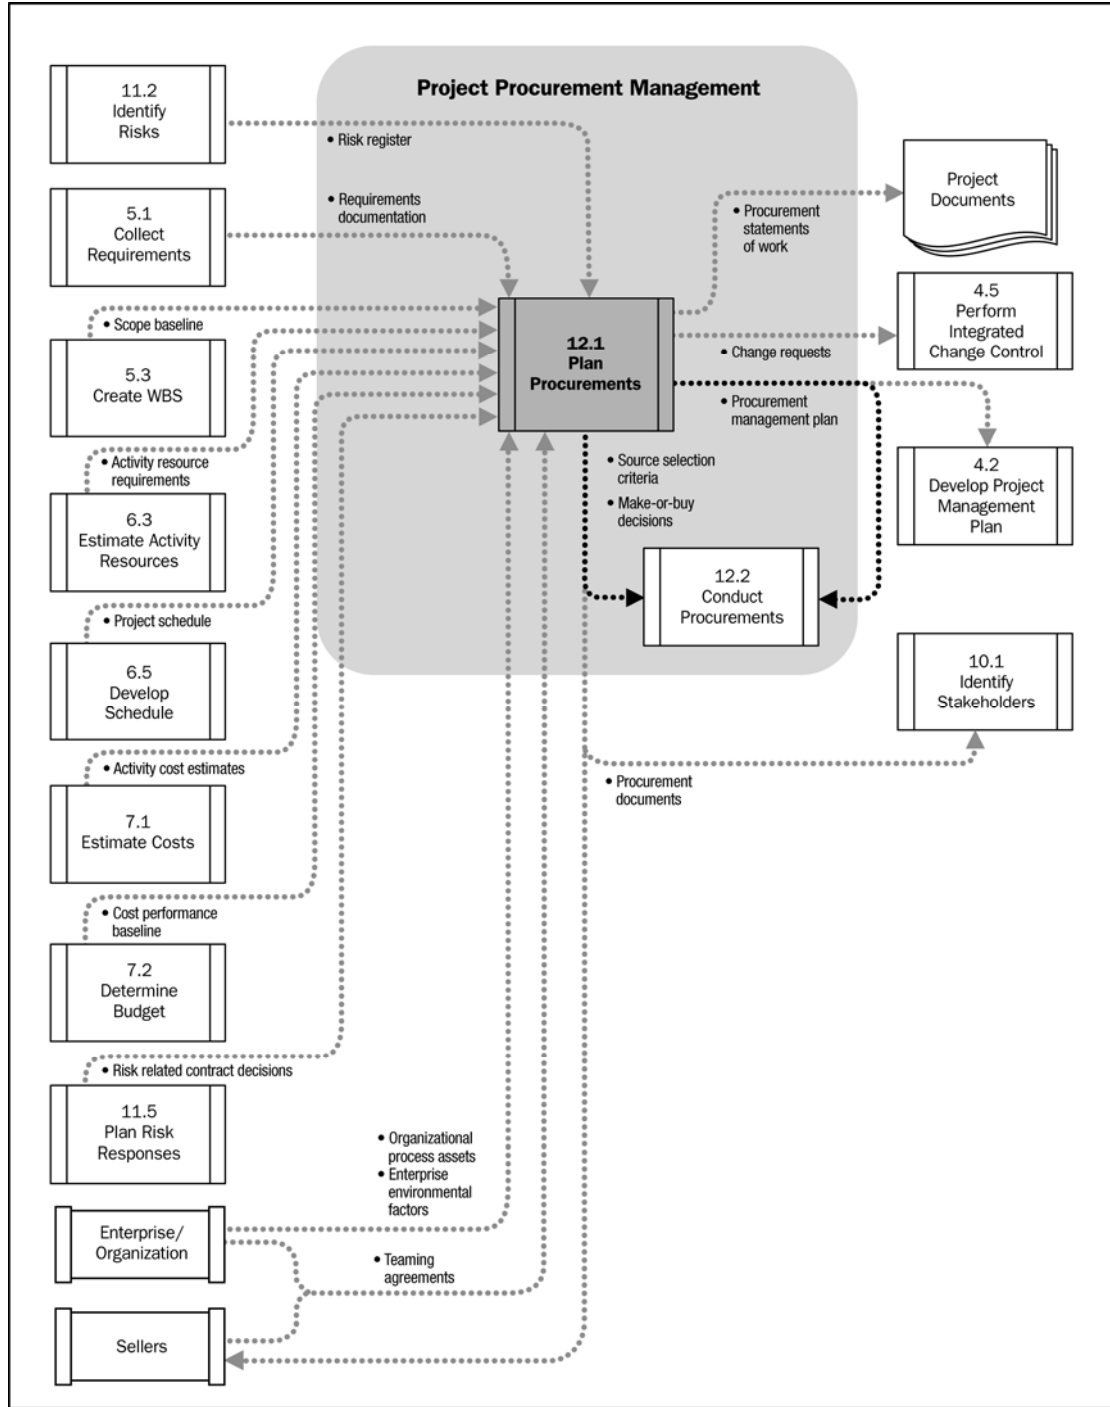 Project Procurement Management
11.2
Identify
Risks
• Risk register
5.1
Collect
Requirements
• Requirements
documentation
• Scope baseline
5.3
Create WBS
• Activity resource
requirements
6.3
Estimate Activity
Resources
• Project schedule
6.5
Develop
Schedule
• Activity cost estimates
7.1
Estimate Costs
• Cost performance
baseline
7.2
Determine
Budget
• Risk related contract decisions
11.5
Plan Risk
Responses
• Organizational
process assets
• Enterprise
environmental
factors
Enterprise/
Organization
• Teaming
agreements
Sellers
12.1
Plan
Procurements
• Procurement
statements
of work
Project
Documents
• Change requests
4.5
Perform
Integrated
Change Control
• Procurement
management plan
4.2
Develop Project
Management
Plan
• Source selection
criteria
• Make-or-buy
decisions
12.2
Conduct
Procurements
10.1
Identify
Stakeholders
• Procurement
documents